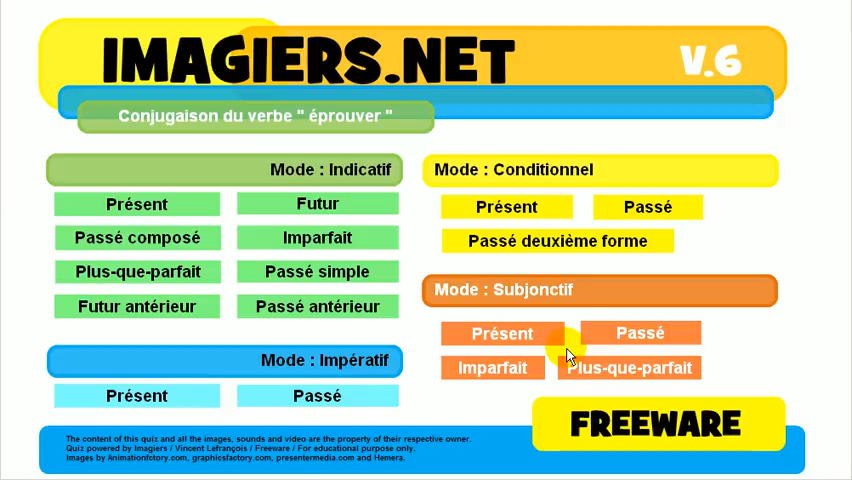 IMAGIERS.NET
V.6
Conjugaison du verbe " éprouver "
Mode : Indicatif
Présent
Futur
Passé composé
Imparfait
Plus-que-parfait
Passé simple
Futur antérieur
Passé antérieur
Mode : Impératif
Présent
Passé
Mode : Conditionnel
Présent
Passé
Passé deuxième forme
Mode : Subjonctif
Présent
Passé
Imparfait
Plus-que-parfait
FREEWARE
The content of this quiz and all the images, sounds and video are the property of their respective owner.
Quiz powered by Imagiers / Vincent Lefrançois / Freeware / For educational purpose only.
Images by Animationfctory.com, graphicsfactory.com, presentermedia.com and Hemera.